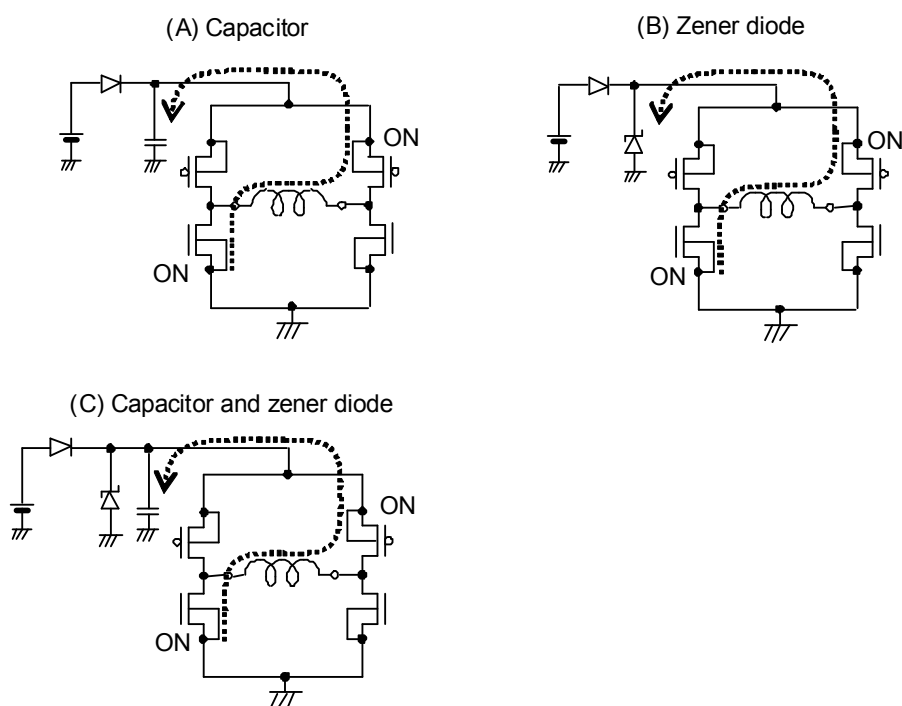 (A) Capacitor
(B) Zener diode
ON
ON
ON
ON
(C) Capacitor and zener diode
ON
ON